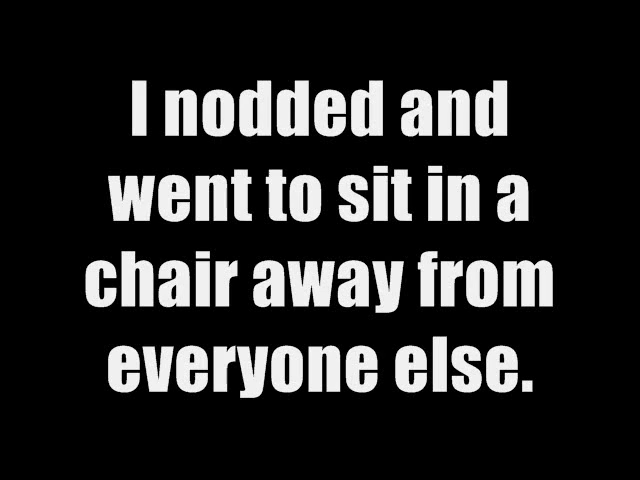 I nodded and
went to sit in a
chair away from
everyone else.